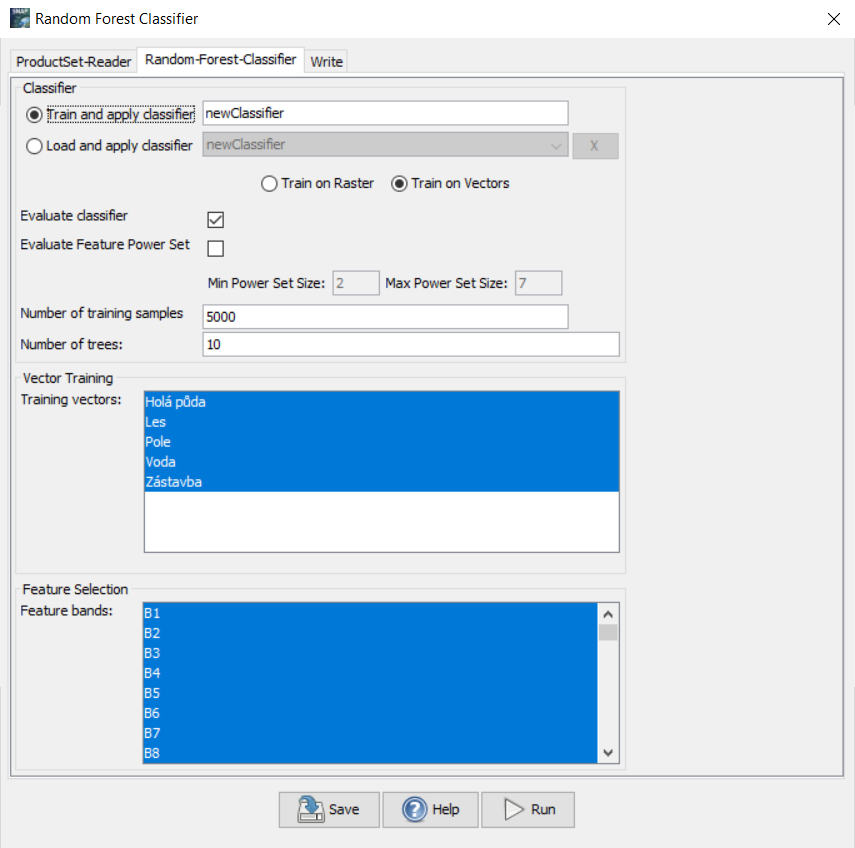 Random Forest Classifier
ProductSet-Reader Random-Forest-Classifier Write
Classifier
Train and apply classifier newClassifier
Load and apply classifier newClassifier X
Train on Raster Train on Vectors
Evaluate classifier
Evaluate Feature Power Set
Min Power Set Size: 2 Max Power Set Size: 7
Number of training samples 5000
Number of trees: 10
Vector Training
Training vectors: Holá půda
Les
Pole
Voda
Zástavba
Feature Selection
Feature bands: B1
B2
B3
B4
B5
B6
B7
B8
Save ? Help Run